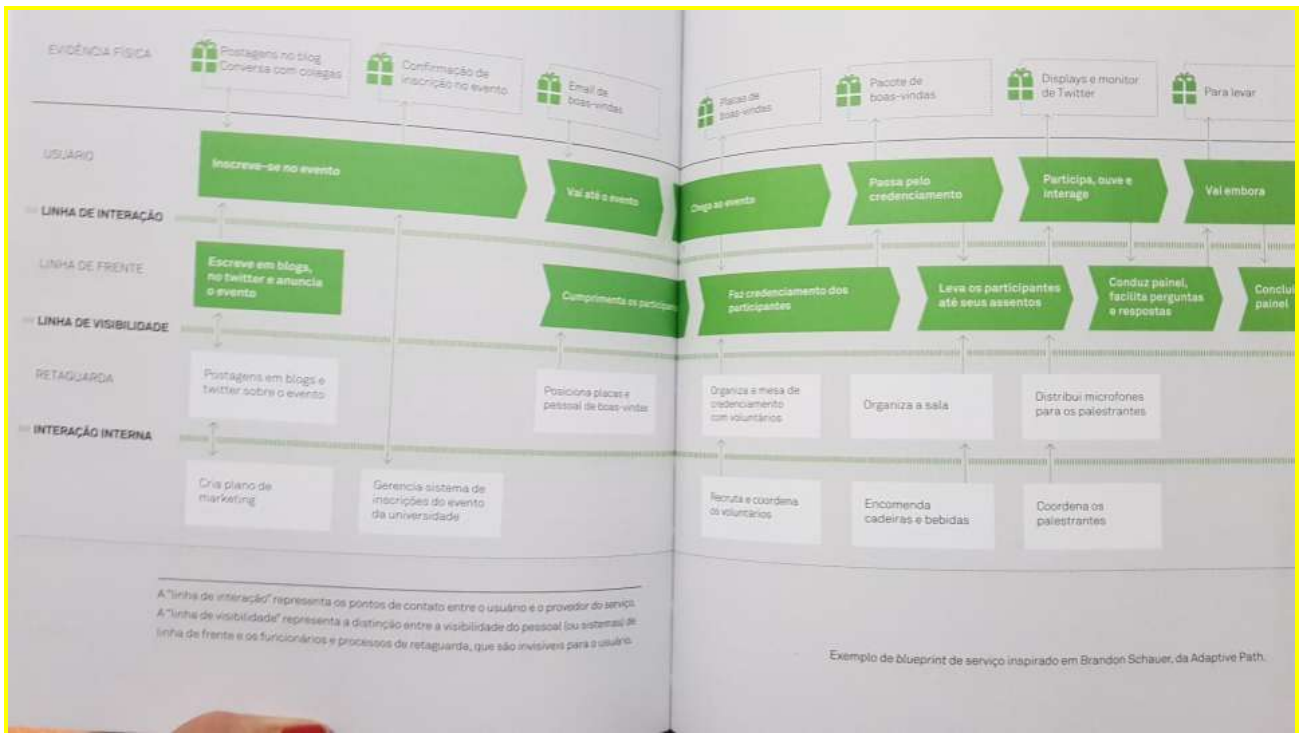 EVIDÊNCIA FÍSICA
Postagens no blog
Conversa com colegas
Confirmação de
inscrição no evento
Email de
boas-vindas
Placas de
boas-vindas
Pacote de
boas-vindas
Displays e monitor
de Twitter
Para levar
USUÁRIO
Inscreve-se no evento
Vai até o evento
Chega ao evento
Passa pelo
credenciamento
Participa, ouve e
interage
Vai embora
LINHA DE INTERAÇÃO
LINHA DE FRENTE
Escreve em blogs,
no twitter e anuncia
o evento
Cumprimenta os participantes
Faz credenciamento dos
participantes
Leva os participantes
até seus assentos
Conduz painel,
facilita perguntas
e respostas
Conclui
painel
LINHA DE VISIBILIDADE
RETAGUARDA
Postagens em blogs e
twitter sobre o evento
Posiciona placas e
pessoal de boas-vindas
Organiza a mesa de
credenciamento
com voluntários
Organiza a sala
Distribui microfones
para os palestrantes
INTERAÇÃO INTERNA
Cria plano de
marketing
Gerencia sistema de
inscrições do evento
da universidade
Recruta e coordena
os voluntários
Encomenda
cadeiras e bebidas
Coordena os
palestrantes
A "linha de interação" representa os pontos de contato entre o usuário e o provedor do serviço.
A "linha de visibilidade" representa a distinção entre a visibilidade do pessoal (ou sistemas) de
linha de frente e os funcionários e processos de retaguarda, que são invisíveis para o usuário.
Exemplo de blueprint de serviço inspirado em Brandon Schauer, da Adaptive Path.